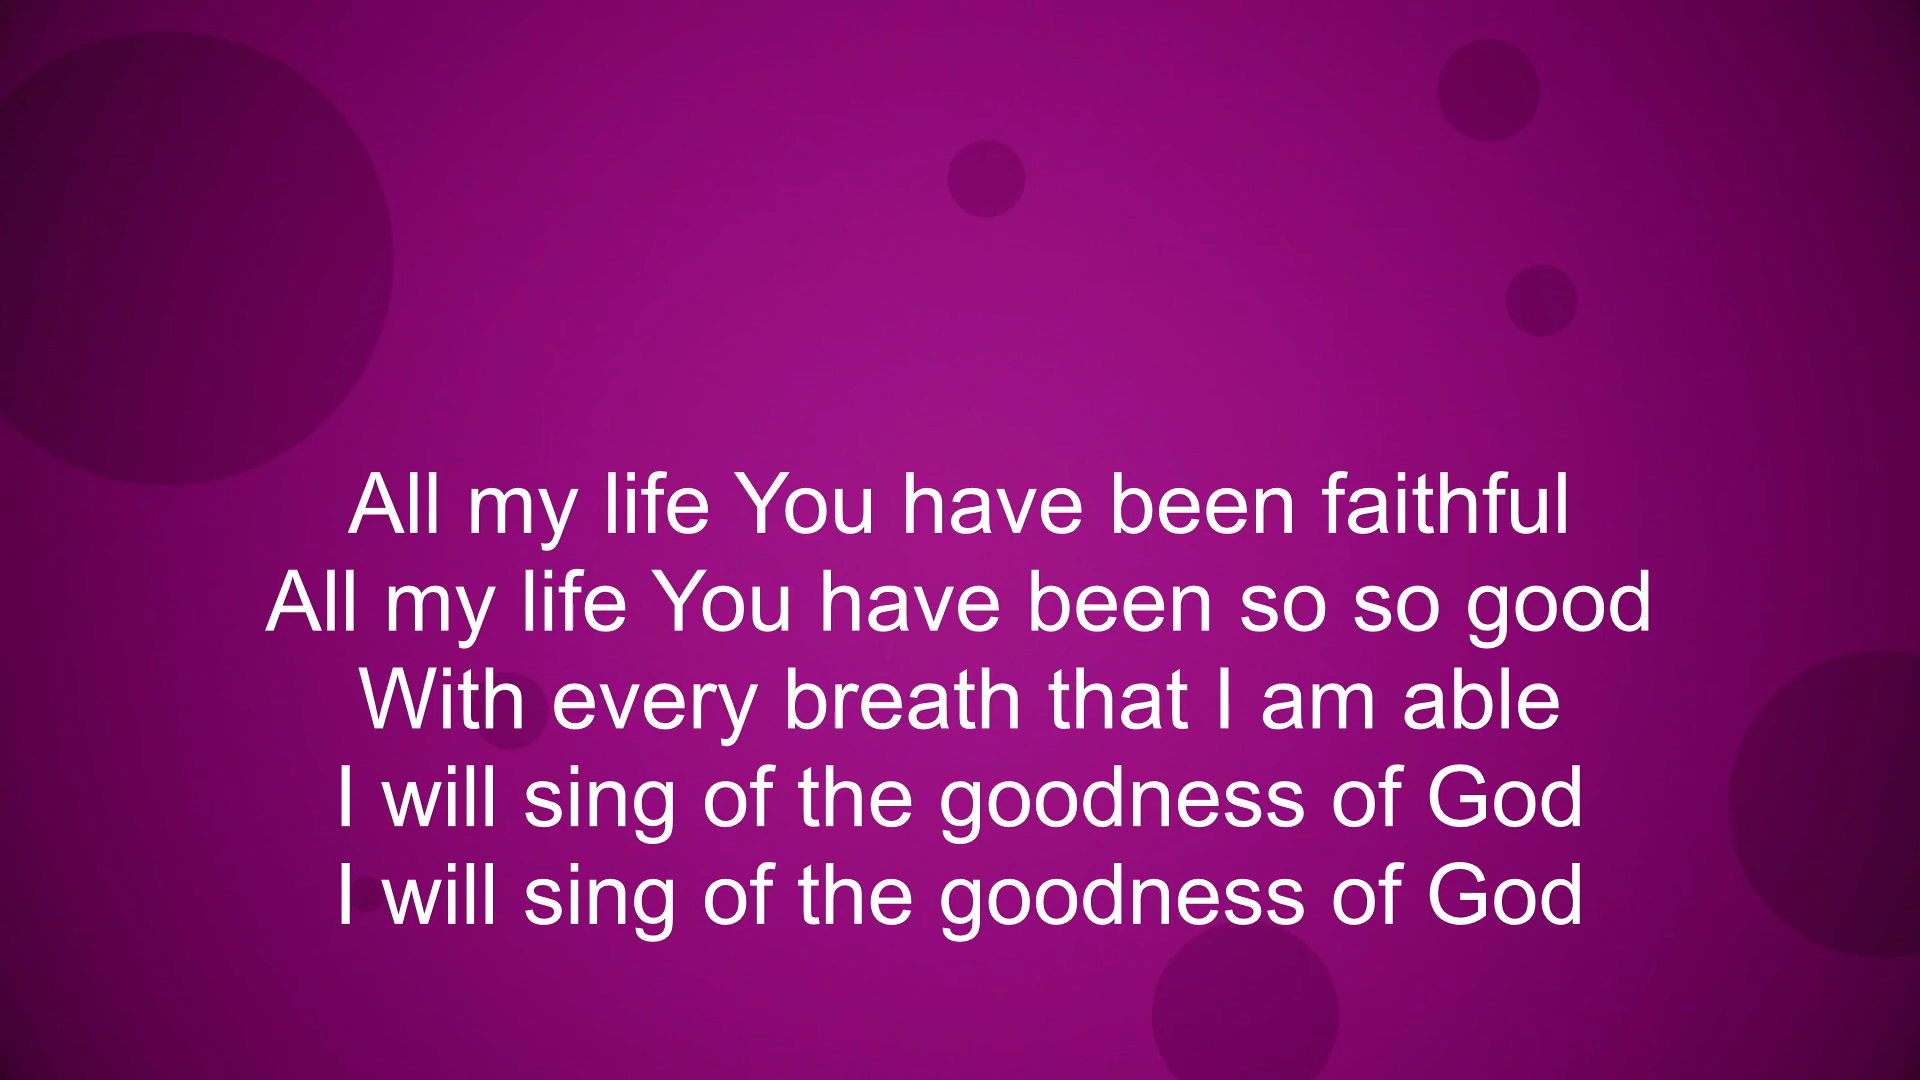 All my life You have been faithful
All my life You have been so so good
With every breath that I am able
I will sing of the goodness of God
I will sing of the goodness of God